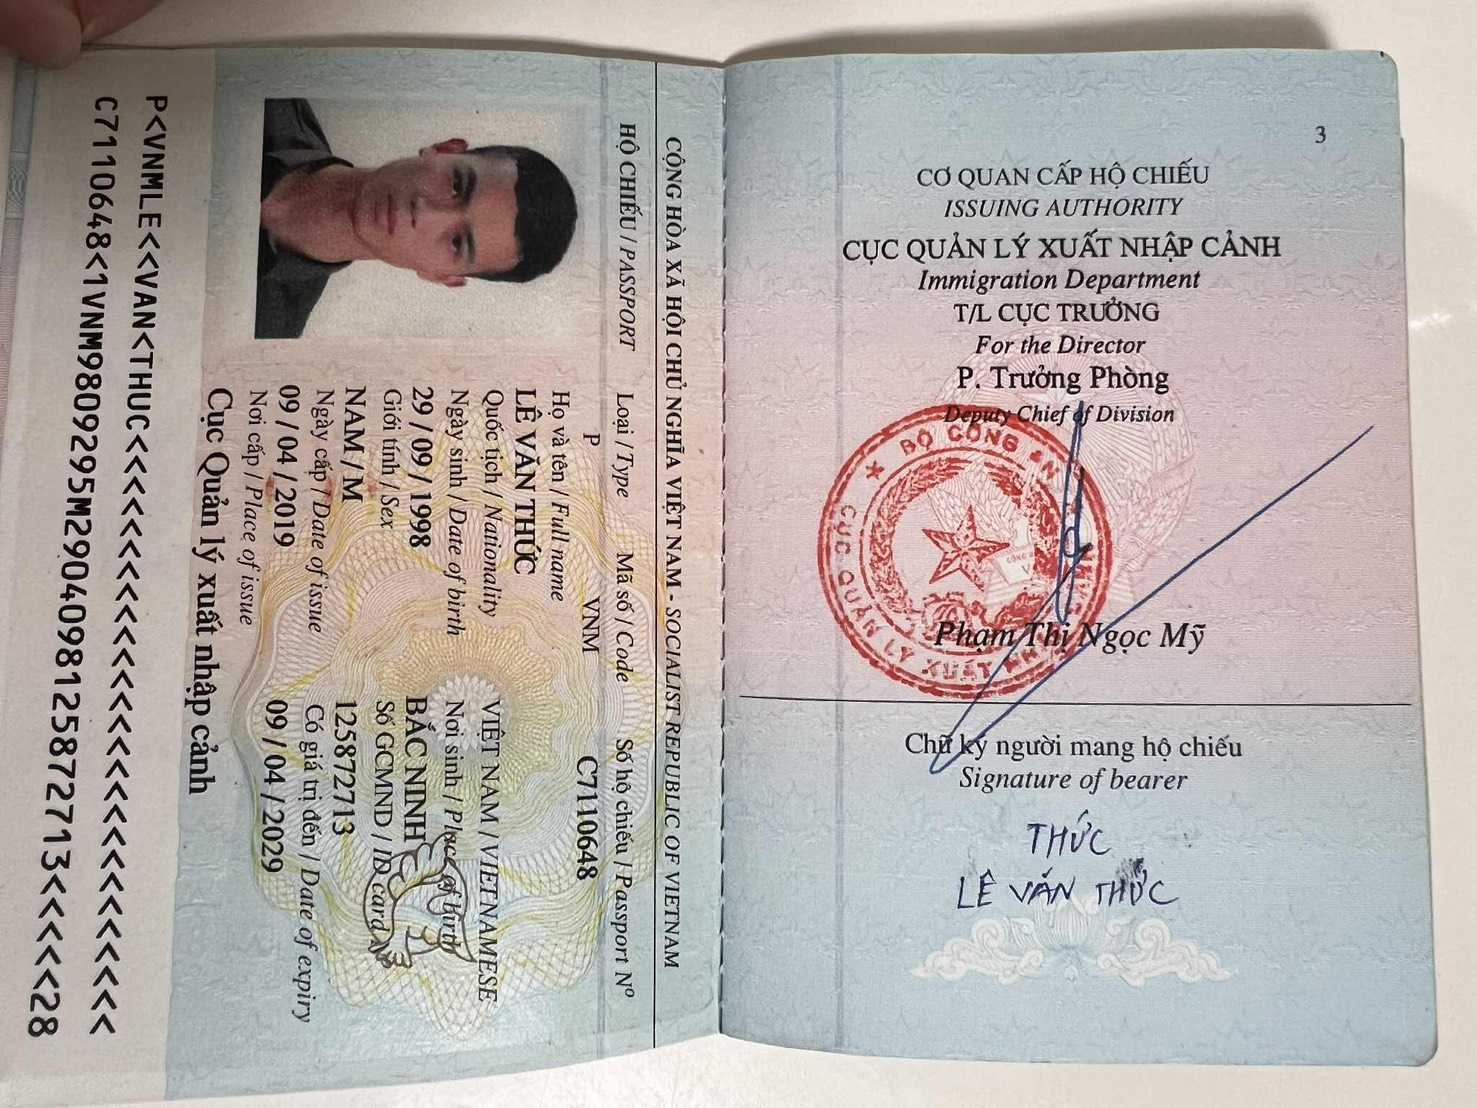 CỘNG HÒA XÃ HỘI CHỦ NGHĨA VIỆT NAM - SOCIALIST REPUBLIC OF VIETNAM
HỘ CHIẾU / PASSPORT
Loại / Type
Mã số / Code
Số hộ chiếu / Passport Nº
P
VNM
C7110648
Họ và tên / Full name
LÊ VĂN THỨC
Quốc tịch / Nationality
VIỆT NAM / VIETNAMESE
Ngày sinh / Date of birth
Nơi sinh / Place of birth
29 / 09 / 1998
BẮC NINH
Giới tính / Sex
Số GCMND / ID card Nº
NAM / M
125872713
Ngày cấp / Date of issue
Có giá trị đến / Date of expiry
09 / 04 / 2019
09 / 04 / 2029
Nơi cấp / Place of issue
Cục Quản lý xuất nhập cảnh
P<VNMLE<<VAN<THUC<<<<<<<<<<<<<<<<<<<<<<<<<<<
C7110648<1VNM9809295M2904098125872713<<<<<28
3
CƠ QUAN CẤP HỘ CHIẾU
ISSUING AUTHORITY
CỤC QUẢN LÝ XUẤT NHẬP CẢNH
Immigration Department
T/L CỤC TRƯỞNG
For the Director
P. Trưởng Phòng
Deputy Chief of Division
BỘ CÔNG AN
CỤC QUẢN LÝ XUẤT NHẬP
Phạm Thị Ngọc Mỹ
Chữ ký người mang hộ chiếu
Signature of bearer
THỨC
LÊ VĂN THỨC